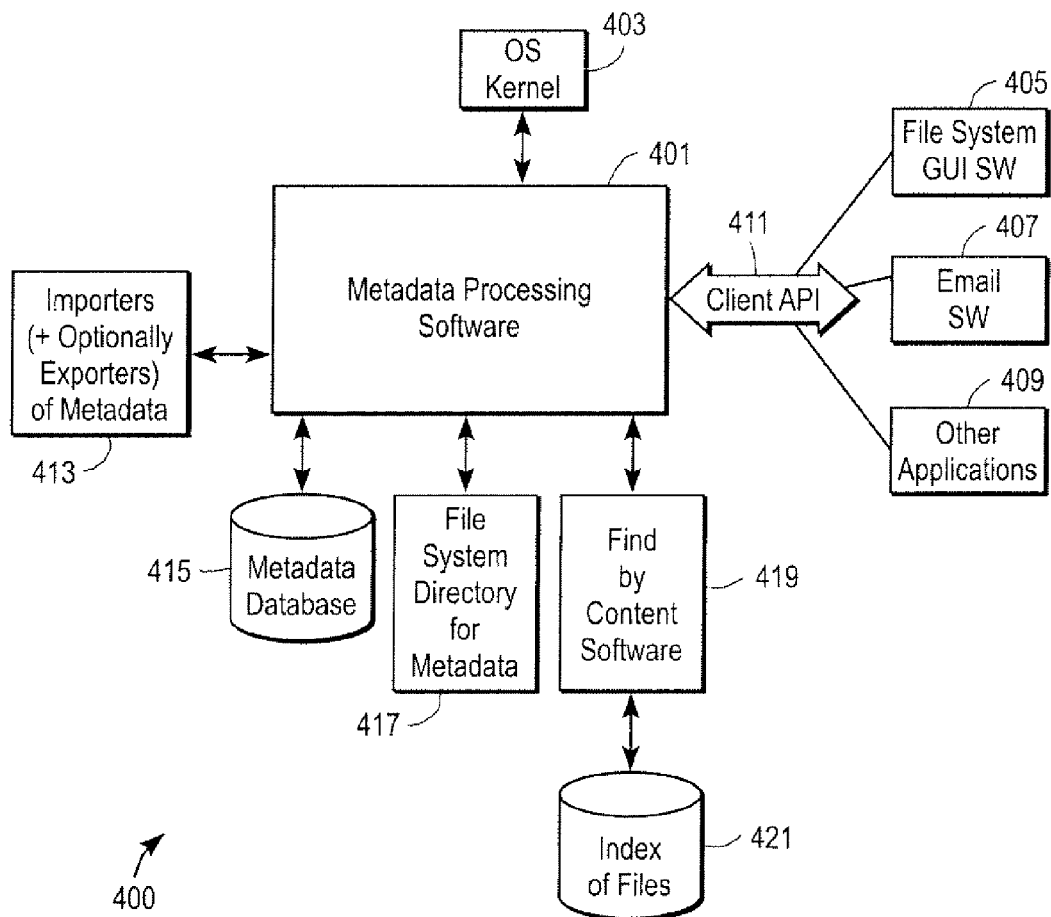 403
OS
Kernel
405
File System
GUI SW
401
411
407
Metadata Processing
Software
Client API
Email
SW
Importers
(+ Optionally
Exporters)
of Metadata
413
409
Other
Applications
415
Metadata
Database
File
System
Directory
for
Metadata
417
Find
by
Content
Software
419
Index
of Files
421
400